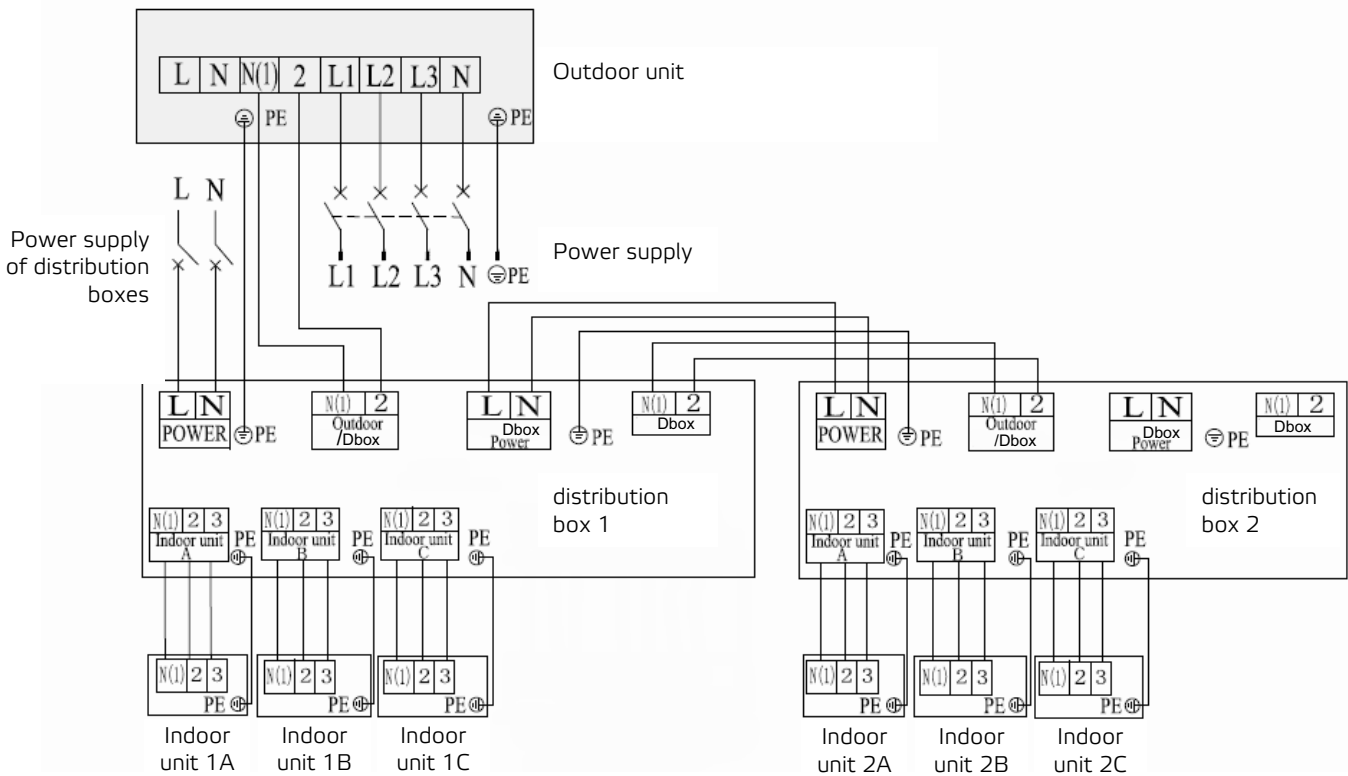 L N N(1) 2 L1 L2 L3 N
Outdoor unit
PE
PE
L N
Power supply
of distribution
boxes
L1 L2 L3 N PE
Power supply
L N
POWER
PE
N(1) 2
Outdoor
/Dbox
L N
Dbox
Power
PE
N(1) 2
Dbox
distribution
box 1
N(1) 2 3
Indoor unit
A
PE
N(1) 2 3
Indoor unit
B
PE
N(1) 2 3
Indoor unit
C
PE
N(1) 2 3
PE
Indoor
unit 1A
N(1) 2 3
PE
Indoor
unit 1B
N(1) 2 3
PE
Indoor
unit 1C
L N
POWER
PE
N(1) 2
Outdoor
/Dbox
L N
Dbox
Power
PE
N(1) 2
Dbox
distribution
box 2
N(1) 2 3
Indoor unit
A
PE
N(1) 2 3
Indoor unit
B
PE
N(1) 2 3
Indoor unit
C
PE
N(1) 2 3
PE
Indoor
unit 2A
N(1) 2 3
PE
Indoor
unit 2B
N(1) 2 3
PE
Indoor
unit 2C